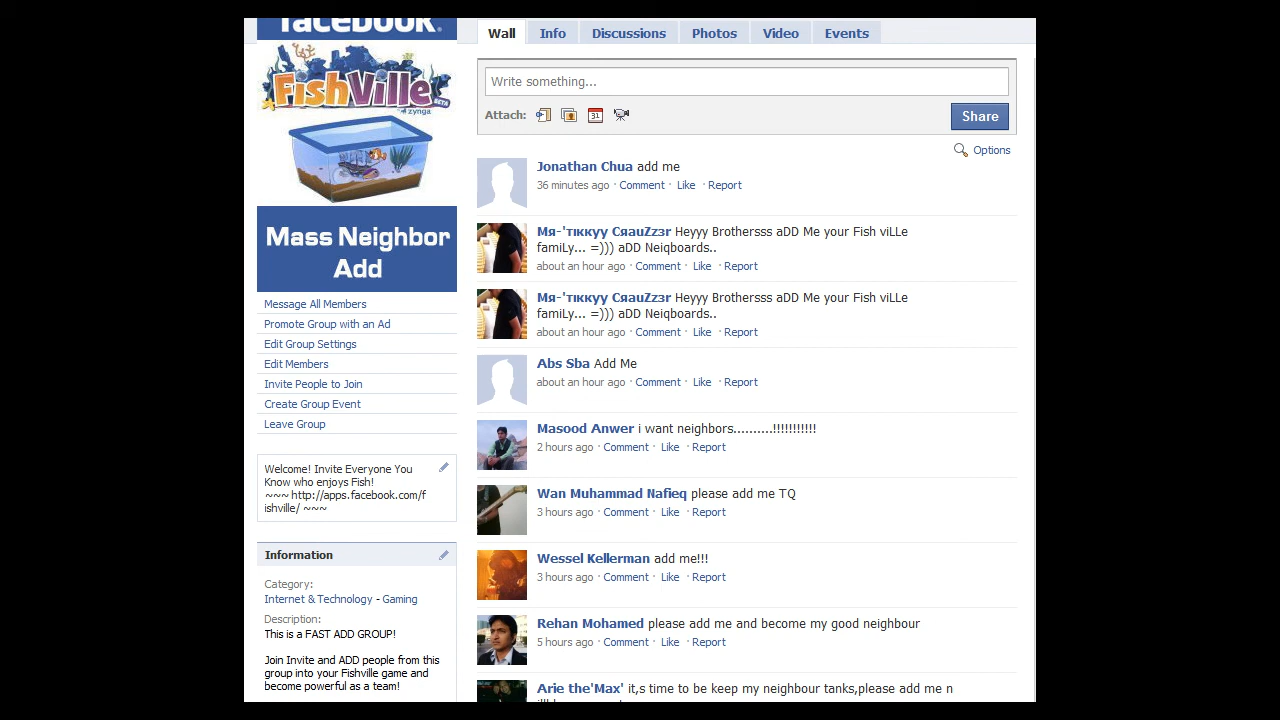 facebook
FishVille
BETA
zynga
Mass Neighbor
Add
Message All Members
Promote Group with an Ad
Edit Group Settings
Edit Members
Invite People to Join
Create Group Event
Leave Group
Welcome! Invite Everyone You
Know who enjoys Fish!
~~~ http://apps.facebook.com/f
ishville/ ~~~
Information
Category:
Internet & Technology - Gaming
Description:
This is a FAST ADD GROUP!
Join Invite and ADD people from this
group into your Fishville game and
become powerful as a team!
Wall Info Discussions Photos Video Events
Write something...
Attach: 31 Share
Options
Jonathan Chua add me
36 minutes ago · Comment · Like · Report
Mя-'тιккyy CяauZzзr Heyyy Brothersss aDD Me your Fish viLLe
famiLy... =))) aDD Neiqboards..
about an hour ago · Comment · Like · Report
Mя-'тιккyy CяauZzзr Heyyy Brothersss aDD Me your Fish viLLe
famiLy... =))) aDD Neiqboards..
about an hour ago · Comment · Like · Report
Abs Sba Add Me
about an hour ago · Comment · Like · Report
Masood Anwer i want neighbors..........!!!!!!!!!!!
2 hours ago · Comment · Like · Report
Wan Muhammad Nafieq please add me TQ
3 hours ago · Comment · Like · Report
Wessel Kellerman add me!!!
3 hours ago · Comment · Like · Report
Rehan Mohamed please add me and become my good neighbour
5 hours ago · Comment · Like · Report
Arie the'Max' it,s time to be keep my neighbour tanks,please add me n